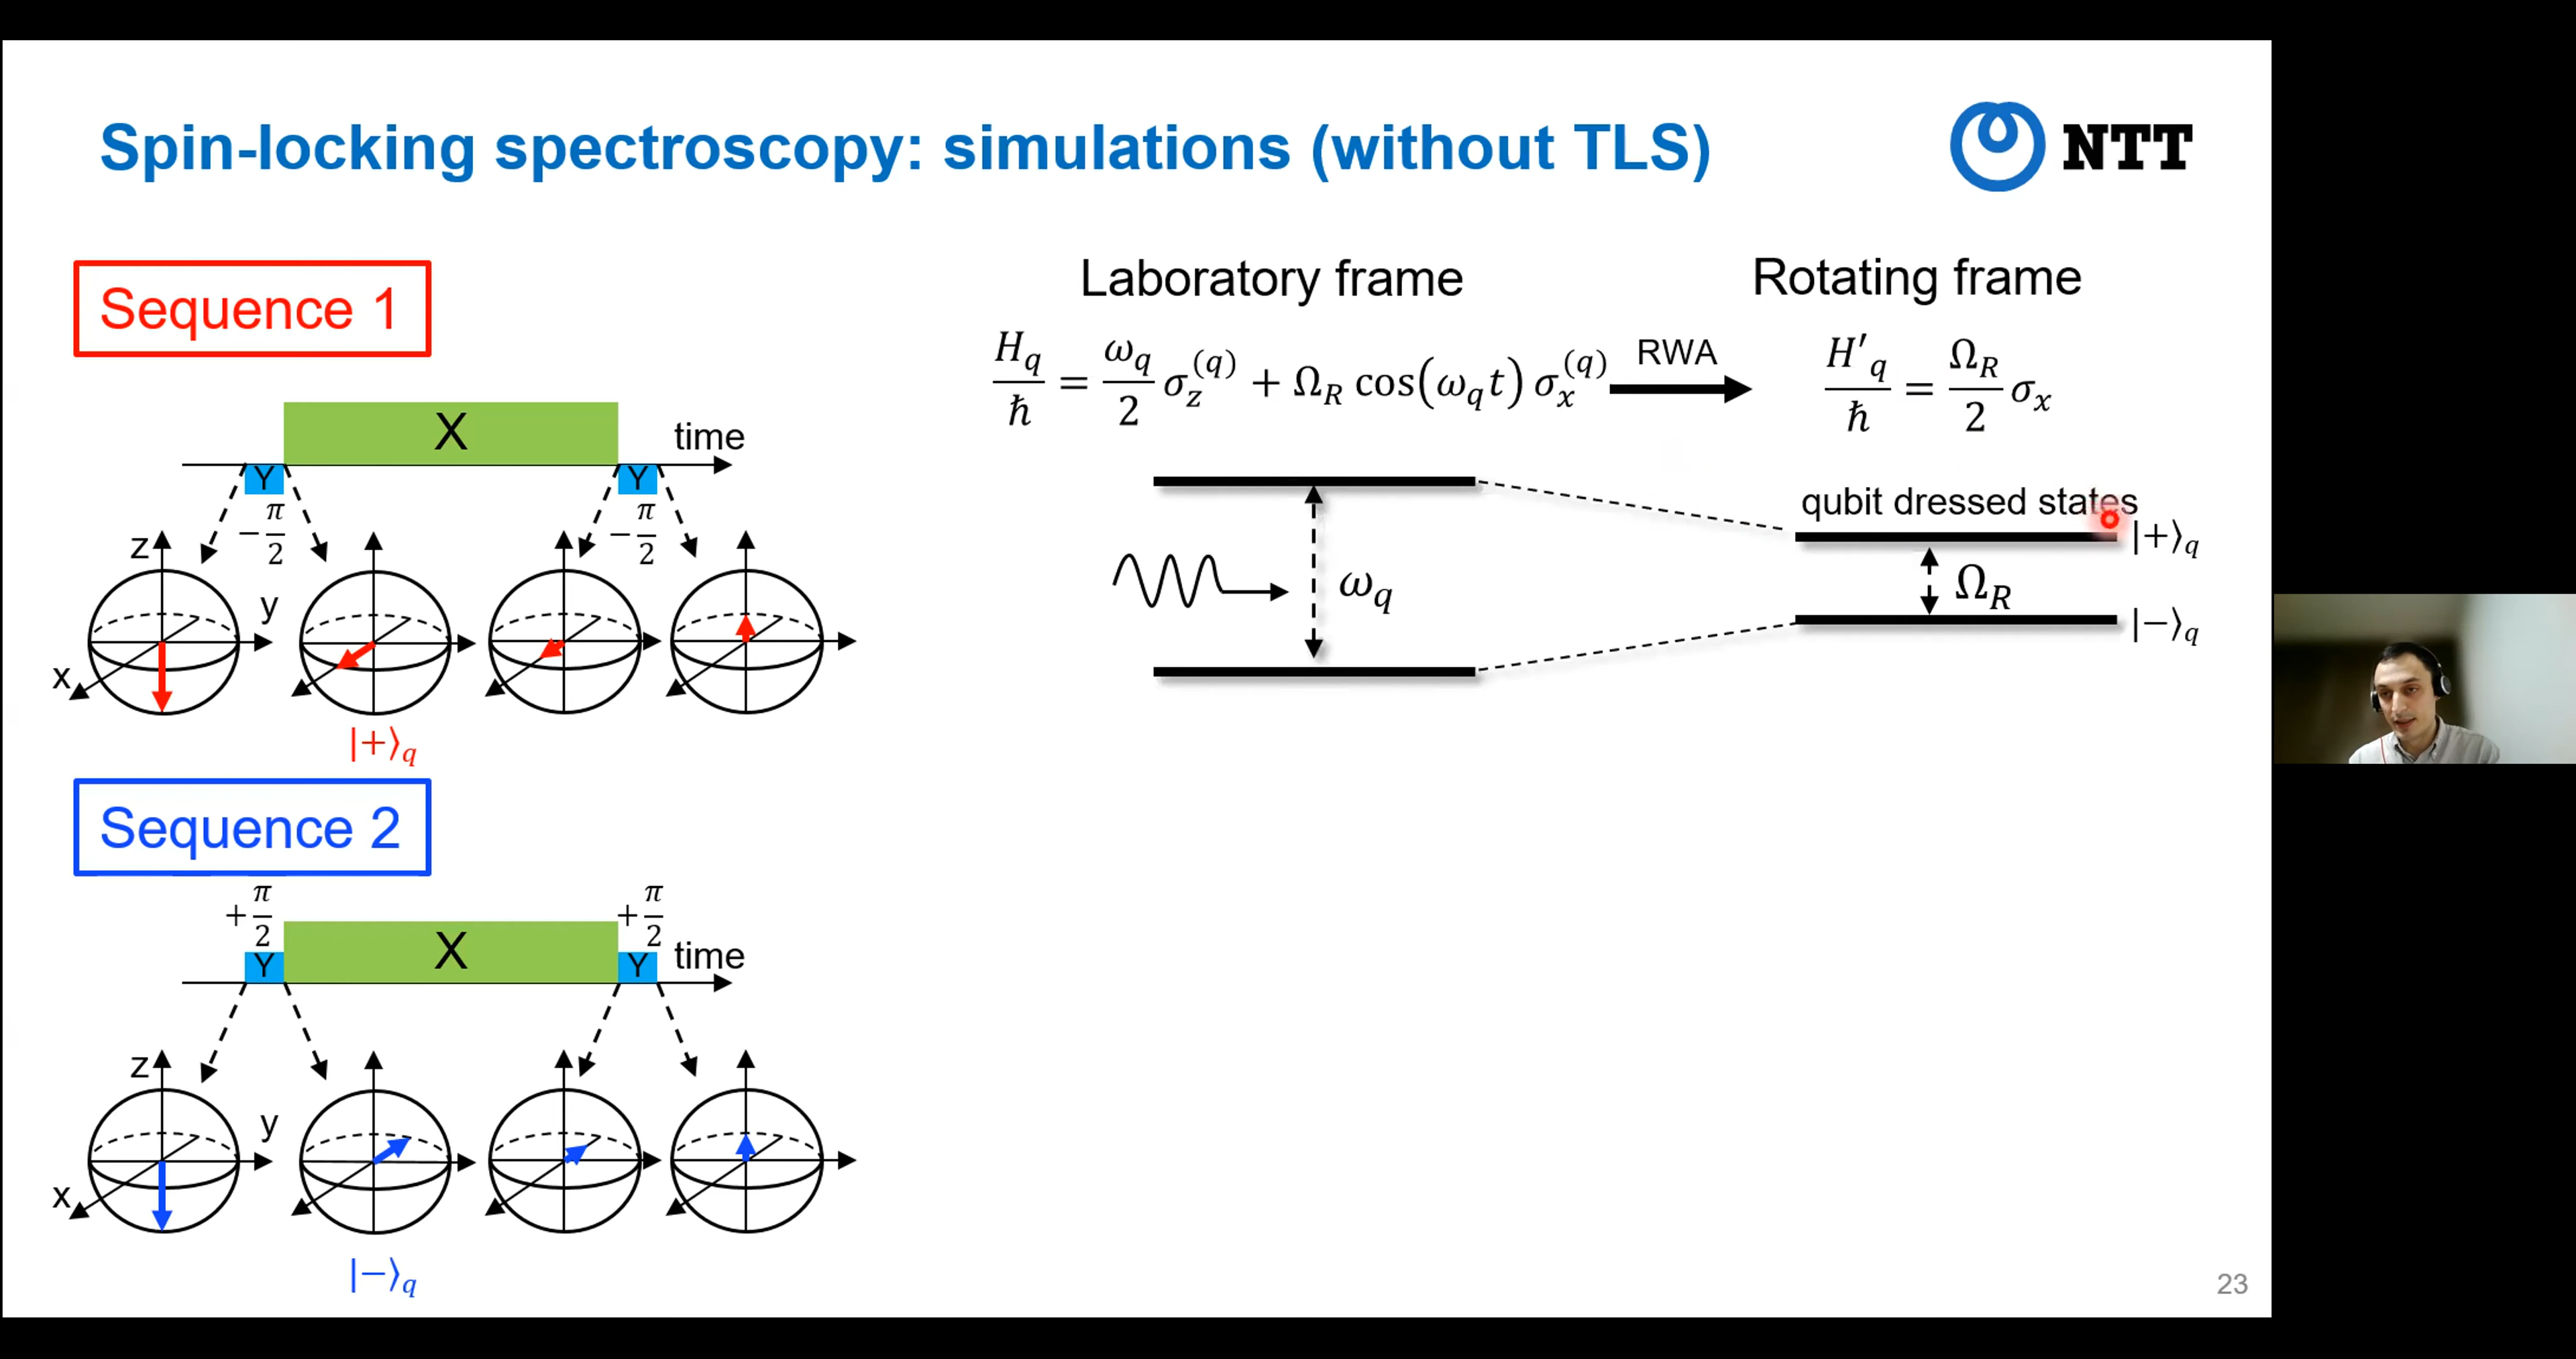 Spin-locking spectroscopy: simulations (without TLS)
NTT
Sequence 1
X
time
Y
Y
−π/2
−π/2
z
y
x
|+⟩q
Sequence 2
+π/2
+π/2
X
time
Y
Y
z
y
x
|−⟩q
Laboratory frame
Hq/ħ = ωq/2 σz^(q) + ΩR cos(ωqt) σx^(q)
RWA
Rotating frame
H′q/ħ = ΩR/2 σx
ωq
qubit dressed states
|+⟩q
ΩR
|−⟩q
23